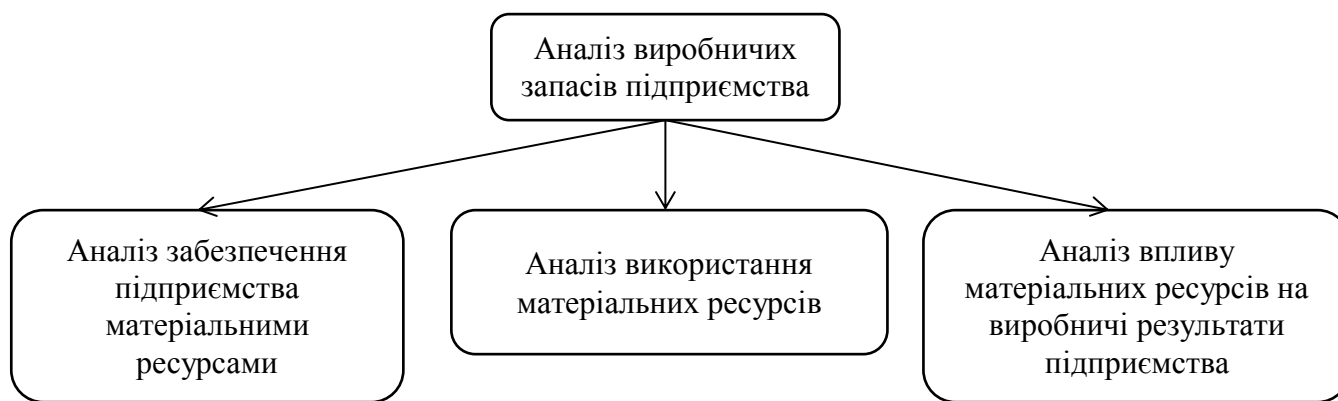 Аналіз виробничих
запасів підприємства
Аналіз забезпечення
підприємства
матеріальними
ресурсами
Аналіз використання
матеріальних ресурсів
Аналіз впливу
матеріальних ресурсів на
виробничі результати
підприємства